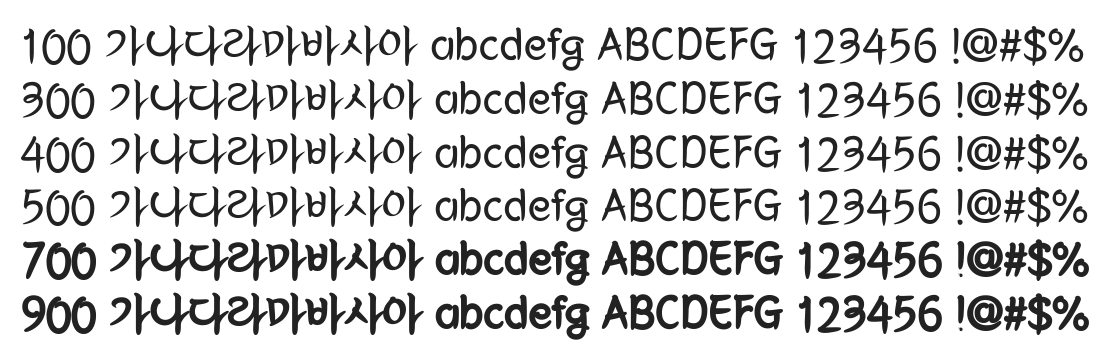 100 가나다라마바사아 abcdefg ABCDEFG 123456 !@#$%
300 가나다라마바사아 abcdefg ABCDEFG 123456 !@#$%
400 가나다라마바사아 abcdefg ABCDEFG 123456 !@#$%
500 가나다라마바사아 abcdefg ABCDEFG 123456 !@#$%
700 가나다라마바사아 abcdefg ABCDEFG 123456 !@#$%
900 가나다라마바사아 abcdefg ABCDEFG 123456 !@#$%